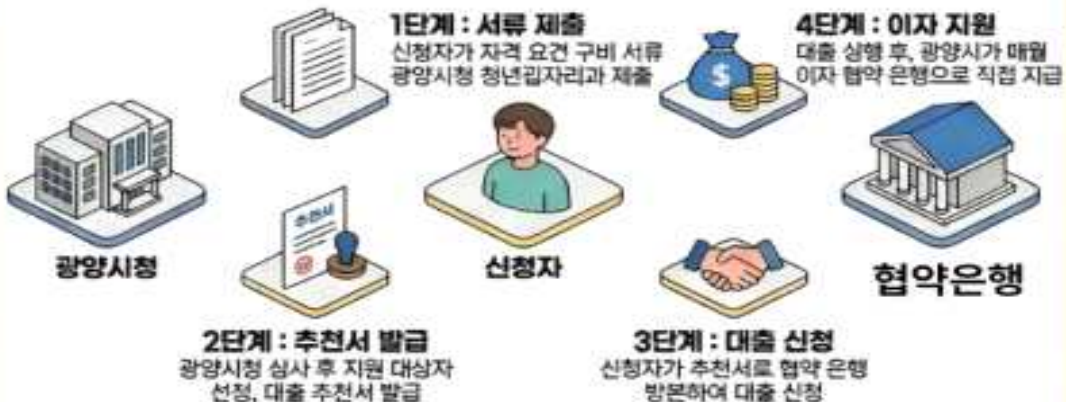 1단계 : 서류 제출
신청자가 자격 요건 구비 서류
광양시청 청년깁자리과 제출
4단계 : 이자 지원
대출 싱행 후, 광양시가 매월
이자 협약 은행으로 직접 지급
추천서
광양시청
신청자
협약은행
2단계 : 추천서 발급
광양시청 심사 후 지원 대상자
선정, 대출 추천서 발급
3단계 : 대출 신청
신청자가 추천서로 협약 은행
방본하여 대출 신청